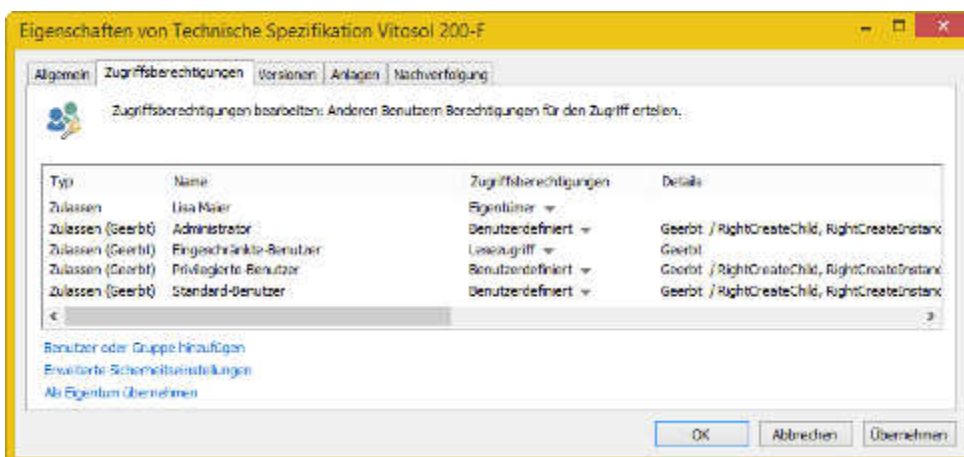 Eigenschaften von Technische Spezifikation Vitosol 200-F
Allgemein Zugriffsberechtigungen Versionen Anlagen Nachverfolgung
Zugriffsberechtigungen bearbeiten: Anderen Benutzern Berechtigungen für den Zugriff erteilen.
Typ Name Zugriffsberechtigungen Details
Zulassen Lisa Maier Eigentümer
Zulassen (Geerbt) Administrator Benutzerdefiniert Geerbt / RightCreateChild, RightCreateInstanc
Zulassen (Geerbt) Eingeschränkte-Benutzer Lesezugriff Geerbt
Zulassen (Geerbt) Privilegierte-Benutzer Benutzerdefiniert Geerbt / RightCreateChild, RightCreateInstanc
Zulassen (Geerbt) Standard-Benutzer Benutzerdefiniert Geerbt / RightCreateChild, RightCreateInstanc
Benutzer oder Gruppe hinzufügen
Erweiterte Sicherheitseinstellungen
Als Eigentum übernehmen
OK Abbrechen Übernehmen